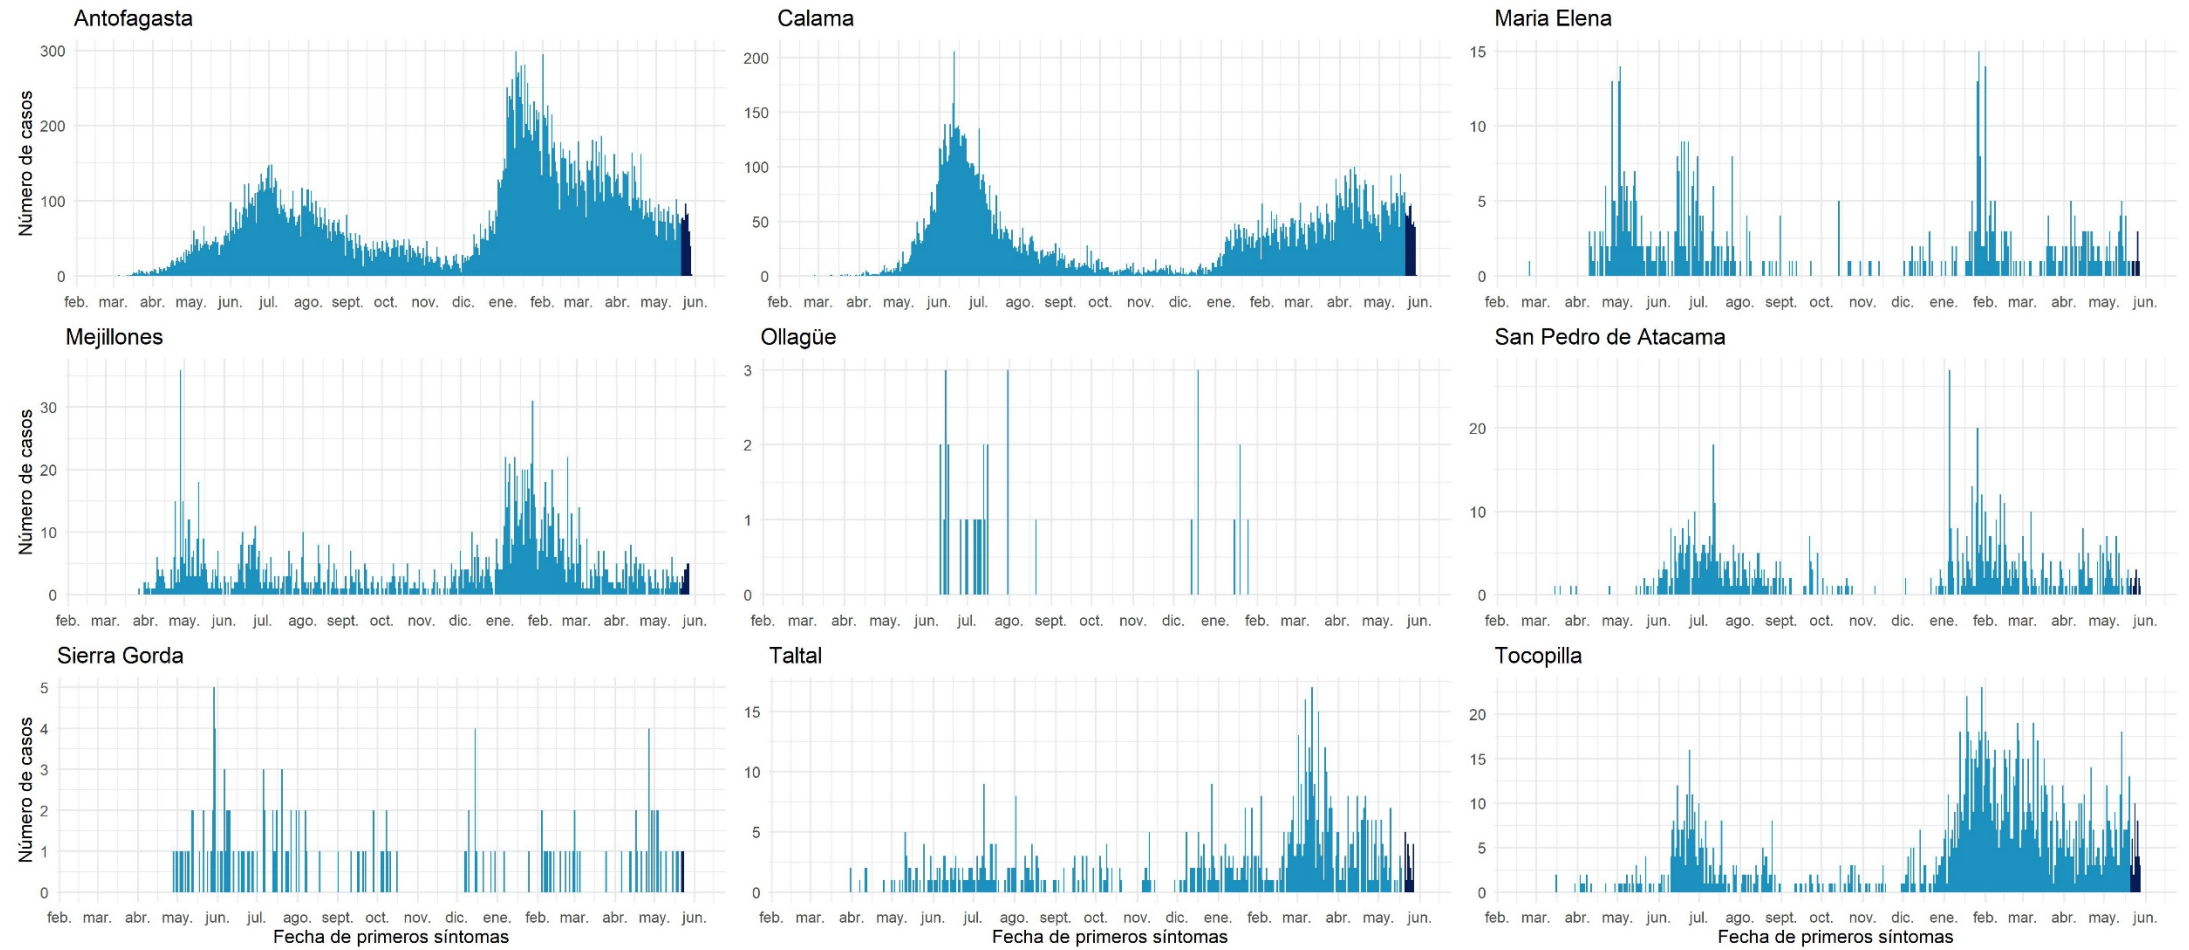 Antofagasta
Calama
Maria Elena
Número de casos
300
200
100
0
200
150
100
50
0
15
10
5
0
feb. mar. abr. may. jun. jul. ago. sept. oct. nov. dic. ene. feb. mar. abr. may. jun.
feb. mar. abr. may. jun. jul. ago. sept. oct. nov. dic. ene. feb. mar. abr. may. jun.
feb. mar. abr. may. jun. jul. ago. sept. oct. nov. dic. ene. feb. mar. abr. may. jun.
Mejillones
Ollagüe
San Pedro de Atacama
Número de casos
30
20
10
0
3
2
1
0
20
10
0
feb. mar. abr. may. jun. jul. ago. sept. oct. nov. dic. ene. feb. mar. abr. may. jun.
feb. mar. abr. may. jun. jul. ago. sept. oct. nov. dic. ene. feb. mar. abr. may. jun.
feb. mar. abr. may. jun. jul. ago. sept. oct. nov. dic. ene. feb. mar. abr. may. jun.
Sierra Gorda
Taltal
Tocopilla
Número de casos
5
4
3
2
1
0
15
10
5
0
20
15
10
5
0
feb. mar. abr. may. jun. jul. ago. sept. oct. nov. dic. ene. feb. mar. abr. may. jun.
feb. mar. abr. may. jun. jul. ago. sept. oct. nov. dic. ene. feb. mar. abr. may. jun.
feb. mar. abr. may. jun. jul. ago. sept. oct. nov. dic. ene. feb. mar. abr. may. jun.
Fecha de primeros síntomas
Fecha de primeros síntomas
Fecha de primeros síntomas